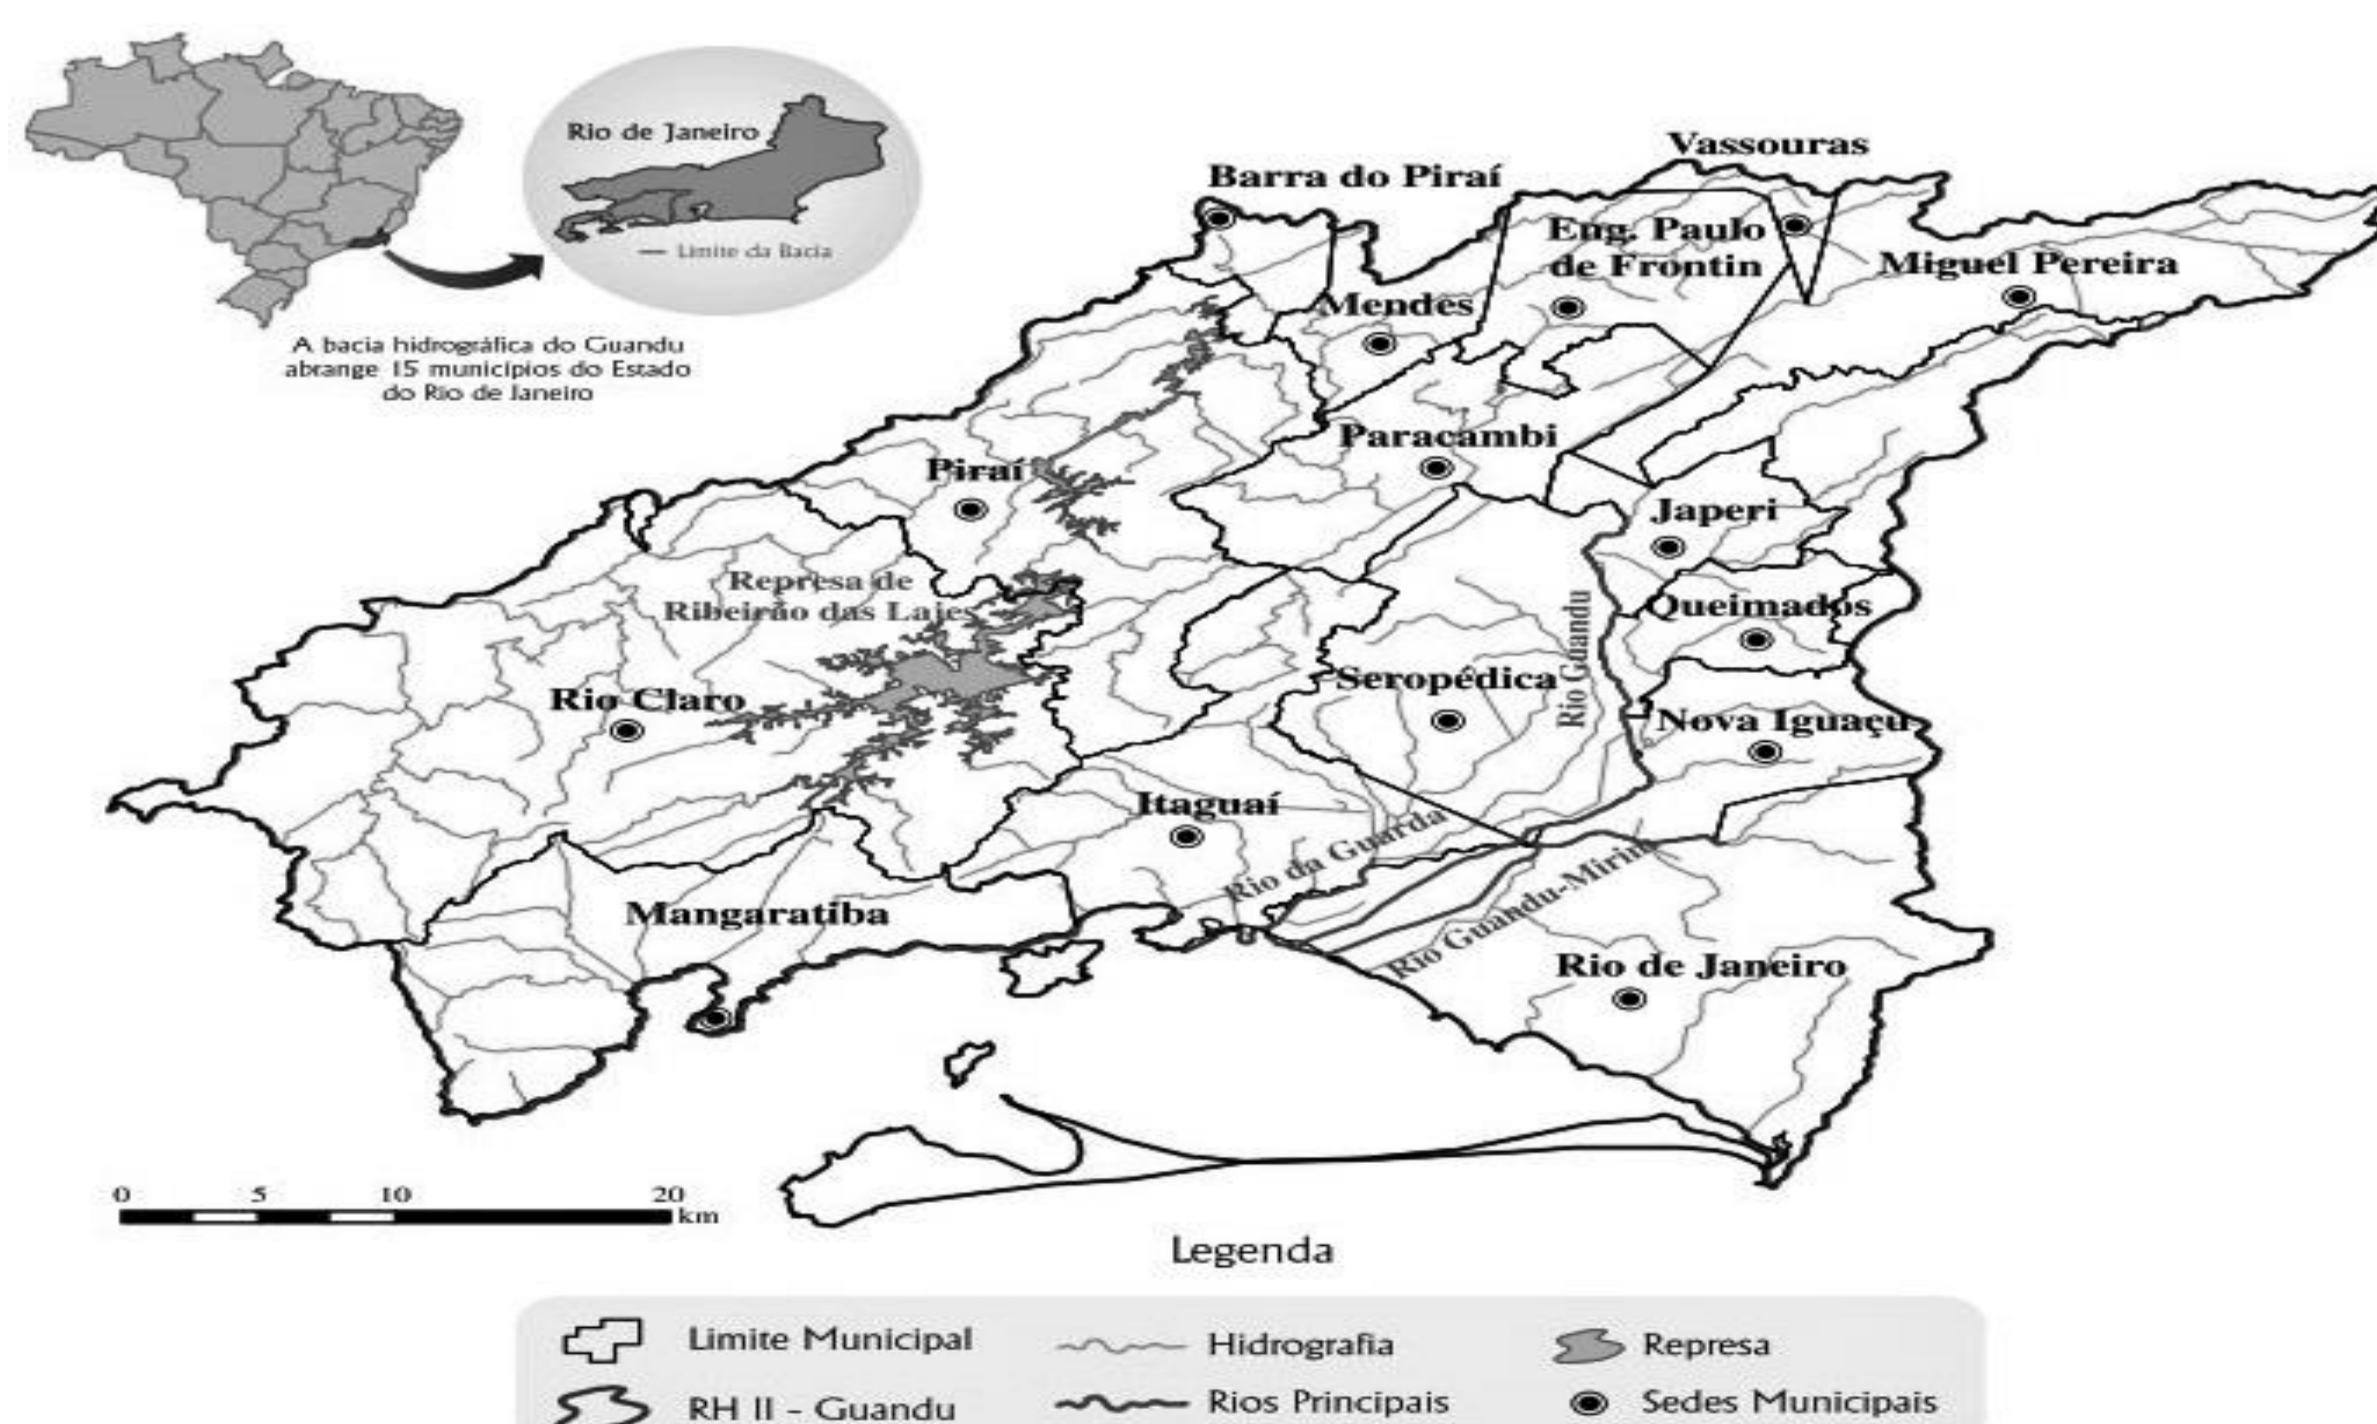 Rio de Janeiro
Limite da Bacia
A bacia hidrográfica do Guandu
abrange 15 municípios do Estado
do Rio de Janeiro
Vassouras
Barra do Piraí
Eng. Paulo
de Frontin
Miguel Pereira
Mendes
Paracambi
Piraí
Japeri
Represa de
Ribeirão das Lajes
Queimados
Rio Guandu
Rio Claro
Seropédica
Nova Iguaçu
Itaguaí
Rio da Guarda
Rio Guandu-Mirim
Mangaratiba
Rio de Janeiro
0 5 10 20
km
Legenda
Limite Municipal Hidrografia Represa
RH II - Guandu Rios Principais Sedes Municipais